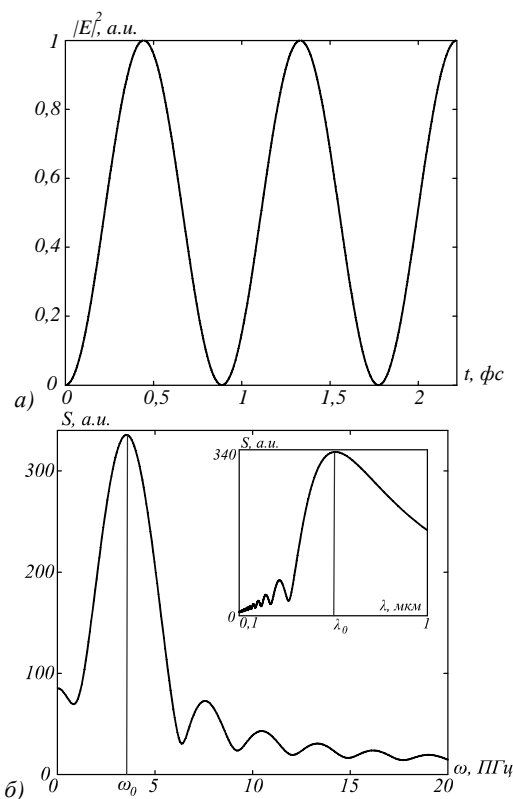 |E|², а.и.
1
0,8
0,6
0,4
0,2
0
0
0,5
1
1,5
2
t, фс
а)
S, а.и.
300
200
100
0
0
ω₀
5
10
15
20
ω, ПГц
S, а.и.
340
0
0,1
λ₀
1
λ, мкм
б)